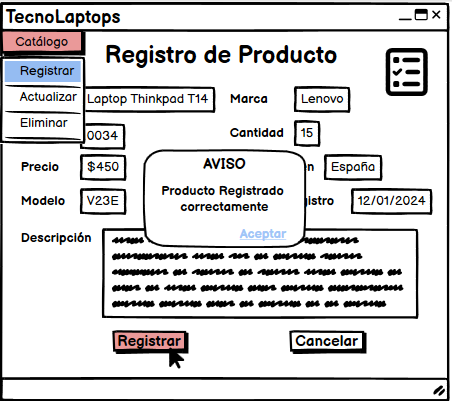 TecnoLaptops
Catálogo
Registro de Producto
Registrar
Actualizar
Eliminar
Laptop Thinkpad T14
Marca
Lenovo
0034
Cantidad
15
Precio
$450
España
Modelo
V23E
12/01/2024
AVISO
Producto Registrado
correctamente
Aceptar
Descripción
Registrar
Cancelar